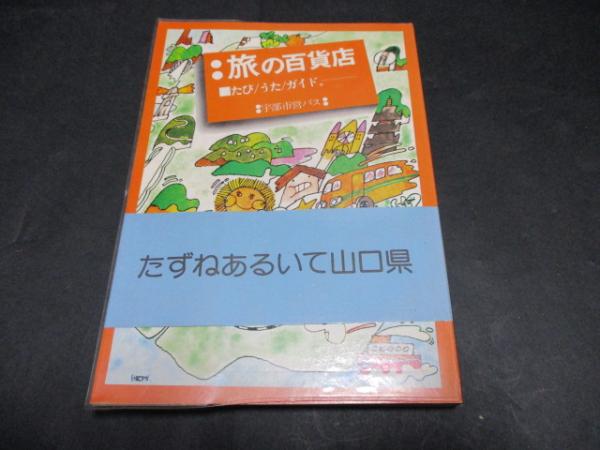 旅の百貨店
■たび/うた/ガイド。
宇部市営バス
たずねあるいて山口県